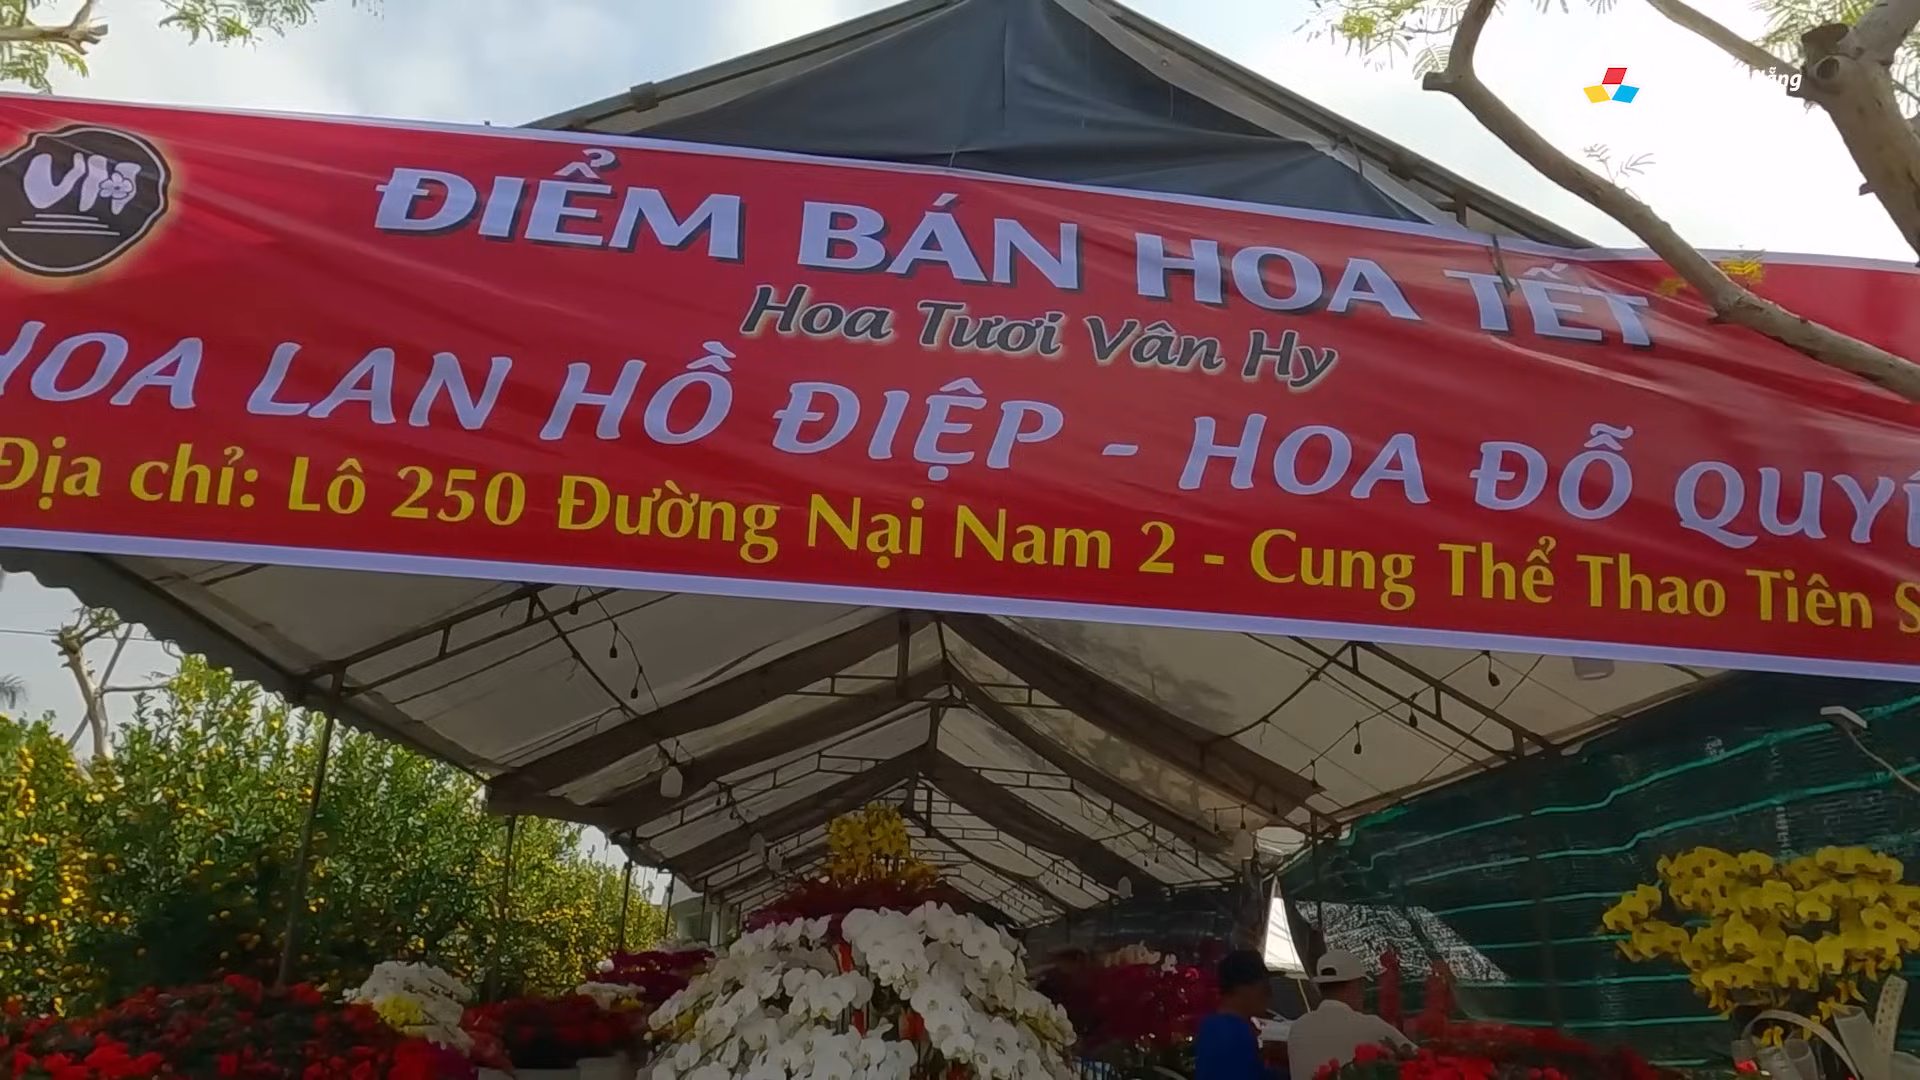 VH
ĐIỂM BÁN HOA TẾT
Hoa Tươi Vân Hy
HOA LAN HỒ ĐIỆP - HOA ĐỖ QUY
Địa chỉ: Lô 250 Đường Nại Nam 2 - Cung Thể Thao Tiên S